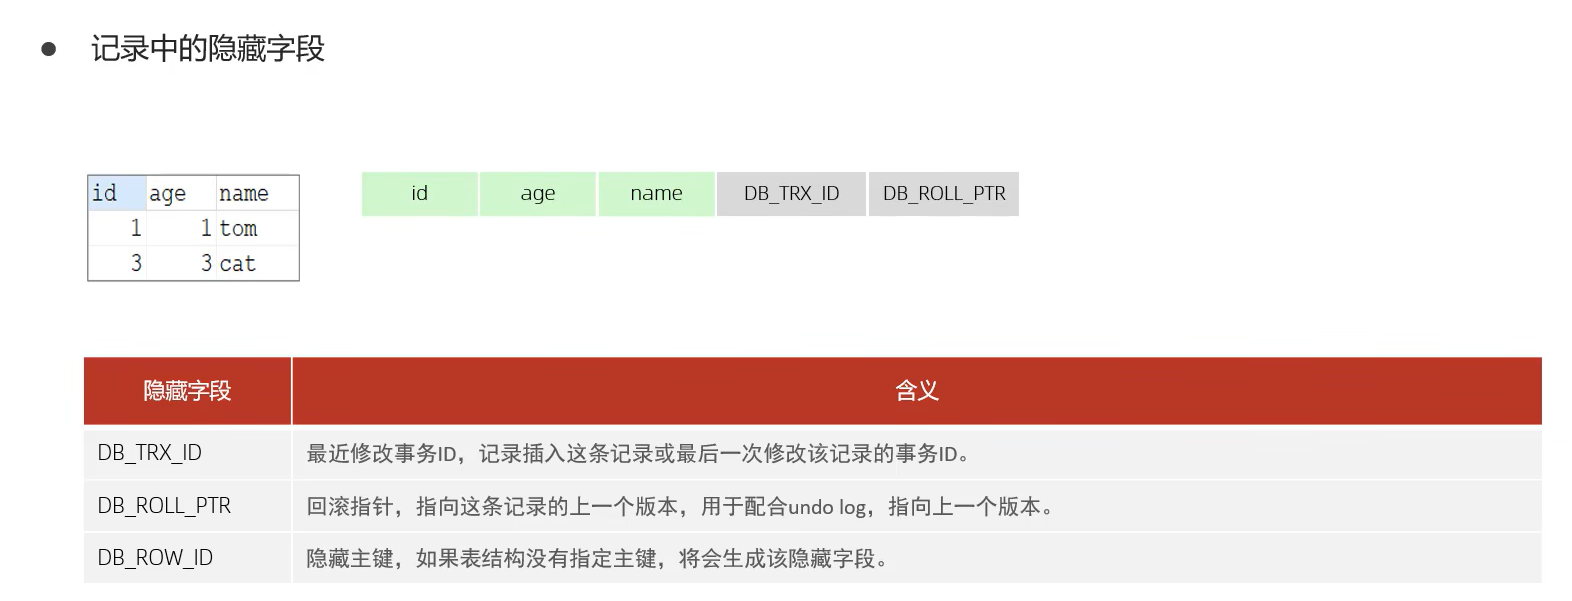 记录中的隐藏字段
id age name
1 1 tom
3 3 cat
id age name DB_TRX_ID DB_ROLL_PTR
隐藏字段 含义
DB_TRX_ID 最近修改事务ID，记录插入这条记录或最后一次修改该记录的事务ID。
DB_ROLL_PTR 回滚指针，指向这条记录的上一个版本，用于配合undo log，指向上一个版本。
DB_ROW_ID 隐藏主键，如果表结构没有指定主键，将会生成该隐藏字段。